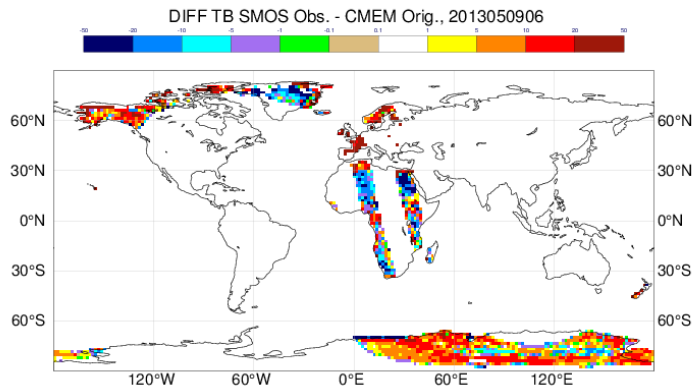 DIFF TB SMOS Obs. - CMEM Orig., 2013050906
-50 -20 -10 -5 -1 -0.1 0.1 1 5 10 20 50
60°N 60°N
30°N 30°N
0°N 0°N
30°S 30°S
60°S 60°S
120°W 60°W 0°E 60°E 120°E